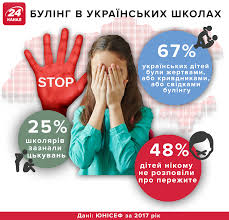 24
КАНАЛ
БУЛІНГ В УКРАЇНСЬКИХ ШКОЛАХ
STOP
67%
українських дітей
були жертвами,
або кривдниками,
або свідками
булінгу
25%
школярів
зазнали
цькувань
48%
дітей нікому
не розповіли
про пережите
Дані: ЮНІСЕФ за 2017 рік